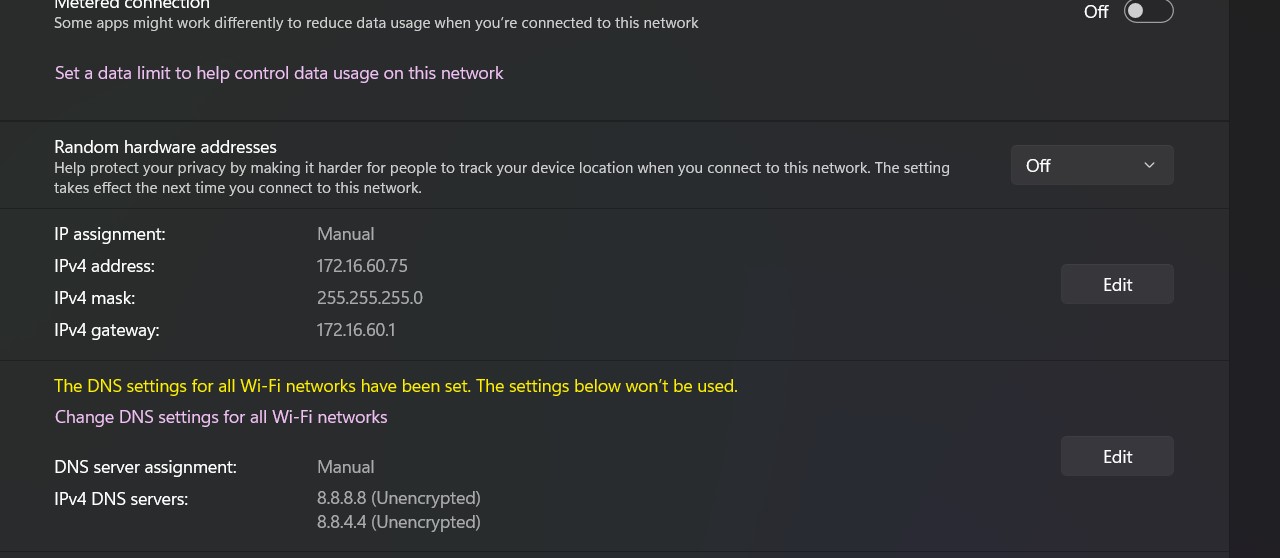 Metered connection
Some apps might work differently to reduce data usage when you're connected to this network
Off
Set a data limit to help control data usage on this network
Random hardware addresses
Help protect your privacy by making it harder for people to track your device location when you connect to this network. The setting
takes effect the next time you connect to this network.
Off
IP assignment: Manual
IPv4 address: 172.16.60.75
IPv4 mask: 255.255.255.0
IPv4 gateway: 172.16.60.1
Edit
The DNS settings for all Wi-Fi networks have been set. The settings below won't be used.
Change DNS settings for all Wi-Fi networks
DNS server assignment: Manual
IPv4 DNS servers: 8.8.8.8 (Unencrypted)
8.8.4.4 (Unencrypted)
Edit